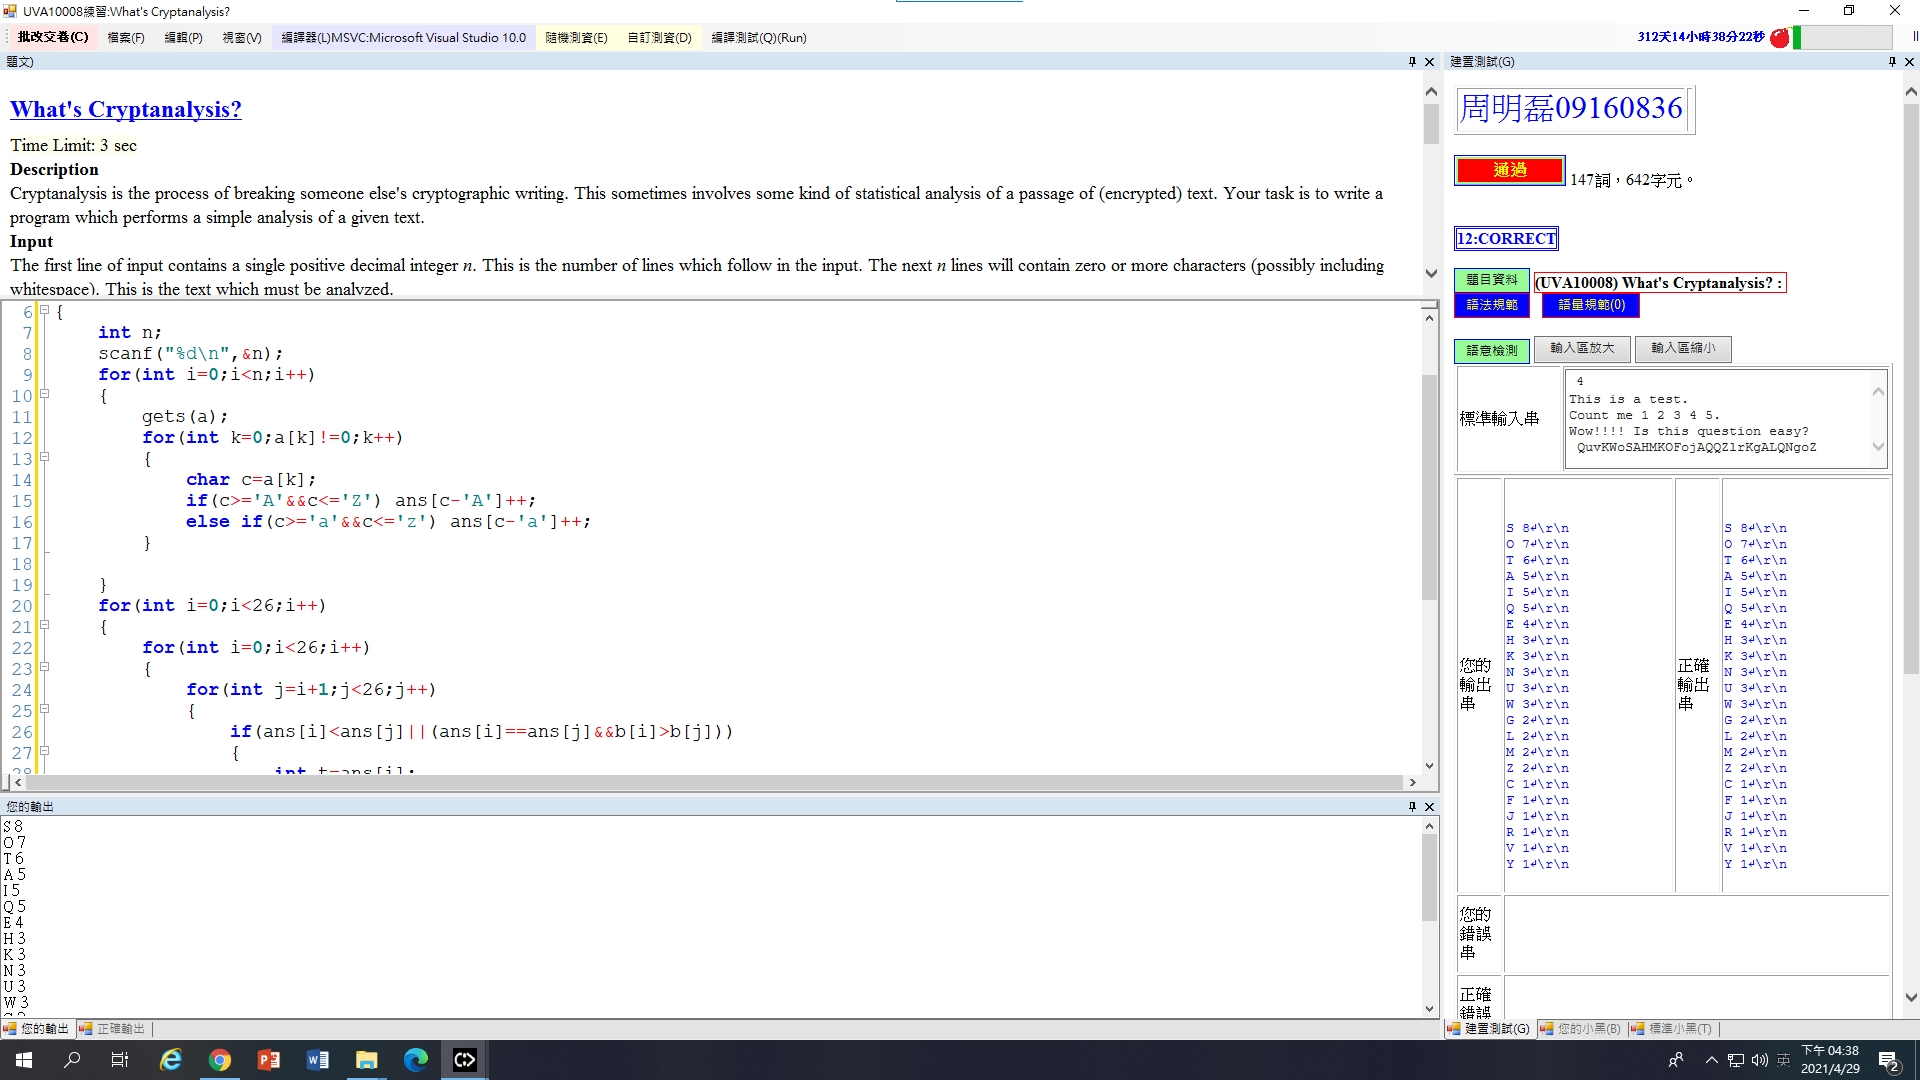 UVA10008練習:What's Cryptanalysis?
批改交卷(C) 檔案(F) 編輯(P) 視窗(V) 編譯器(L)MSVC:Microsoft Visual Studio 10.0 隨機測資(E) 自訂測資(D) 編譯測試(Q)(Run)
312天14小時38分22秒
題文)
What's Cryptanalysis?
Time Limit: 3 sec
Description
Cryptanalysis is the process of breaking someone else's cryptographic writing. This sometimes involves some kind of statistical analysis of a passage of (encrypted) text. Your task is to write a
program which performs a simple analysis of a given text.
Input
The first line of input contains a single positive decimal integer n. This is the number of lines which follow in the input. The next n lines will contain zero or more characters (possibly including
whitespace). This is the text which must be analyzed.
6 {
7 int n;
8 scanf("%d\n",&n);
9 for(int i=0;i<n;i++)
10 {
11 gets(a);
12 for(int k=0;a[k]!=0;k++)
13 {
14 char c=a[k];
15 if(c>='A'&&c<='Z') ans[c-'A']++;
16 else if(c>='a'&&c<='z') ans[c-'a']++;
17 }
18
19 }
20 for(int i=0;i<26;i++)
21 {
22 for(int i=0;i<26;i++)
23 {
24 for(int j=i+1;j<26;j++)
25 {
26 if(ans[i]<ans[j]||(ans[i]==ans[j]&&b[i]>b[j]))
27 {
28 int t=ans[i];
您的輸出
S 8
O 7
T 6
A 5
I 5
Q 5
E 4
H 3
K 3
N 3
U 3
W 3
您的輸出 正確輸出
建置測試(G)
周明磊09160836
通過 147詞，642字元。
12:CORRECT
題目資料 (UVA10008) What's Cryptanalysis? :
語法規範 語量規範(0)
語意檢測 輸入區放大 輸入區縮小
標準輸入串
4
This is a test.
Count me 1 2 3 4 5.
Wow!!!! Is this question easy?
QuvKWoSAHMKOFojAQQZlrKgALQNgoZ
您的輸出串
S 8↵\r\n
O 7↵\r\n
T 6↵\r\n
A 5↵\r\n
I 5↵\r\n
Q 5↵\r\n
E 4↵\r\n
H 3↵\r\n
K 3↵\r\n
N 3↵\r\n
U 3↵\r\n
W 3↵\r\n
G 2↵\r\n
L 2↵\r\n
M 2↵\r\n
Z 2↵\r\n
C 1↵\r\n
F 1↵\r\n
J 1↵\r\n
R 1↵\r\n
V 1↵\r\n
Y 1↵\r\n
正確輸出串
S 8↵\r\n
O 7↵\r\n
T 6↵\r\n
A 5↵\r\n
I 5↵\r\n
Q 5↵\r\n
E 4↵\r\n
H 3↵\r\n
K 3↵\r\n
N 3↵\r\n
U 3↵\r\n
W 3↵\r\n
G 2↵\r\n
L 2↵\r\n
M 2↵\r\n
Z 2↵\r\n
C 1↵\r\n
F 1↵\r\n
J 1↵\r\n
R 1↵\r\n
V 1↵\r\n
Y 1↵\r\n
您的錯誤串
正確錯誤
建置測試(G) 您的小黑(B) 標準小黑(T)
英
下午 04:38
2021/4/29
2